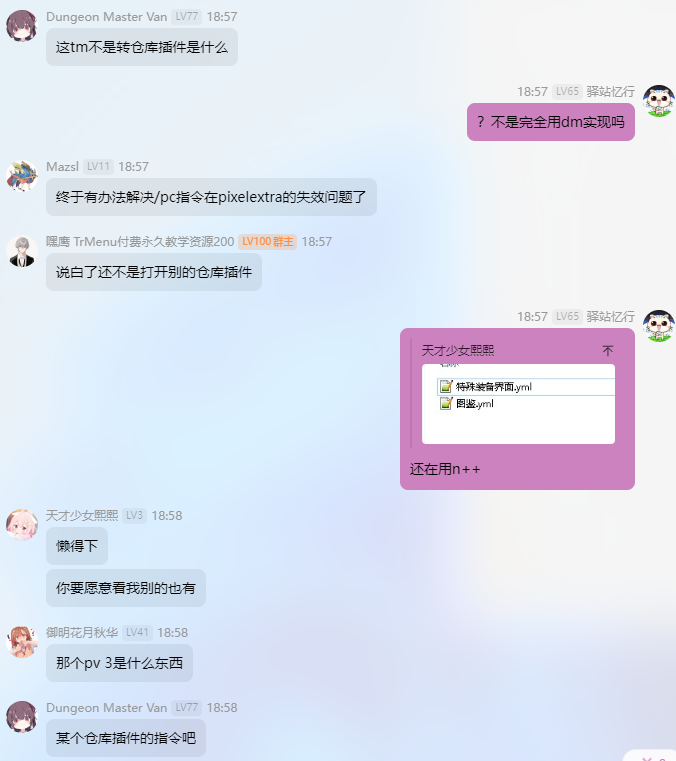 Dungeon Master Van LV77 18:57
这tm不是转仓库插件是什么
18:57 LV65 驿站忆行
？不是完全用dm实现吗
Mazsl LV11 18:57
终于有办法解决/pc指令在pixelextra的失效问题了
嘿鹰 TrMenu付费永久教学资源200 LV100 群主 18:57
说白了还不是打开别的仓库插件
18:57 LV65 驿站忆行
天才少女熙熙
特殊装备界面.yml
图鉴.yml
还在用n++
天才少女熙熙 LV3 18:58
懒得下
你要愿意看我别的也有
御明花月秋华 LV41 18:58
那个pv 3是什么东西
Dungeon Master Van LV77 18:58
某个仓库插件的指令吧